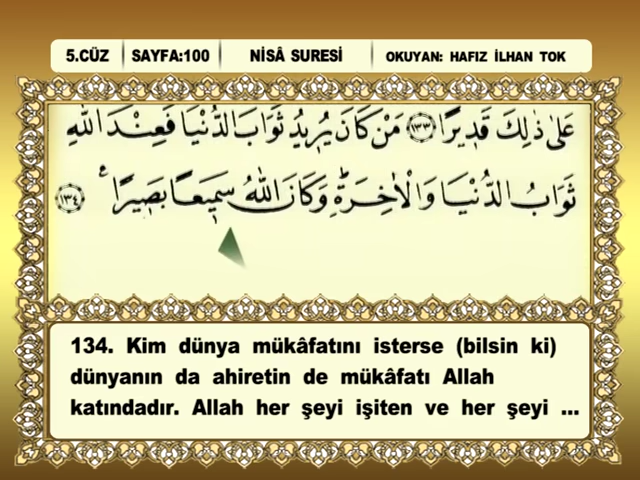 5.CÜZ SAYFA:100 NİSÂ SURESİ OKUYAN: HAFIZ İLHAN TOK
عَلٰى ذٰلِكَ قَدٖيرًا ﴿١٣٣﴾ مَنْ كَانَ يُرٖيدُ ثَوَابَ الدُّنْيَا فَعِنْدَ اللّٰهِ
ثَوَابُ الدُّنْيَا وَالْاٰخِرَةِؕ وَكَانَ اللّٰهُ سَمٖيعًا بَصٖيرًا ࣖ ﴿١٣٤﴾
134. Kim dünya mükâfatını isterse (bilsin ki)
dünyanın da ahiretin de mükâfatı Allah
katındadır. Allah her şeyi işiten ve her şeyi ...